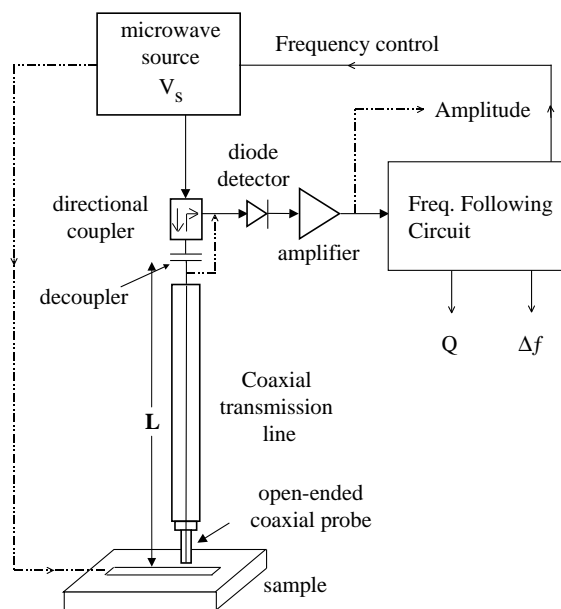 microwave
source
V_s
Frequency control
Amplitude
diode
detector
directional
coupler
amplifier
Freq. Following
Circuit
decoupler
Q
Δf
L
Coaxial
transmission
line
open-ended
coaxial probe
sample